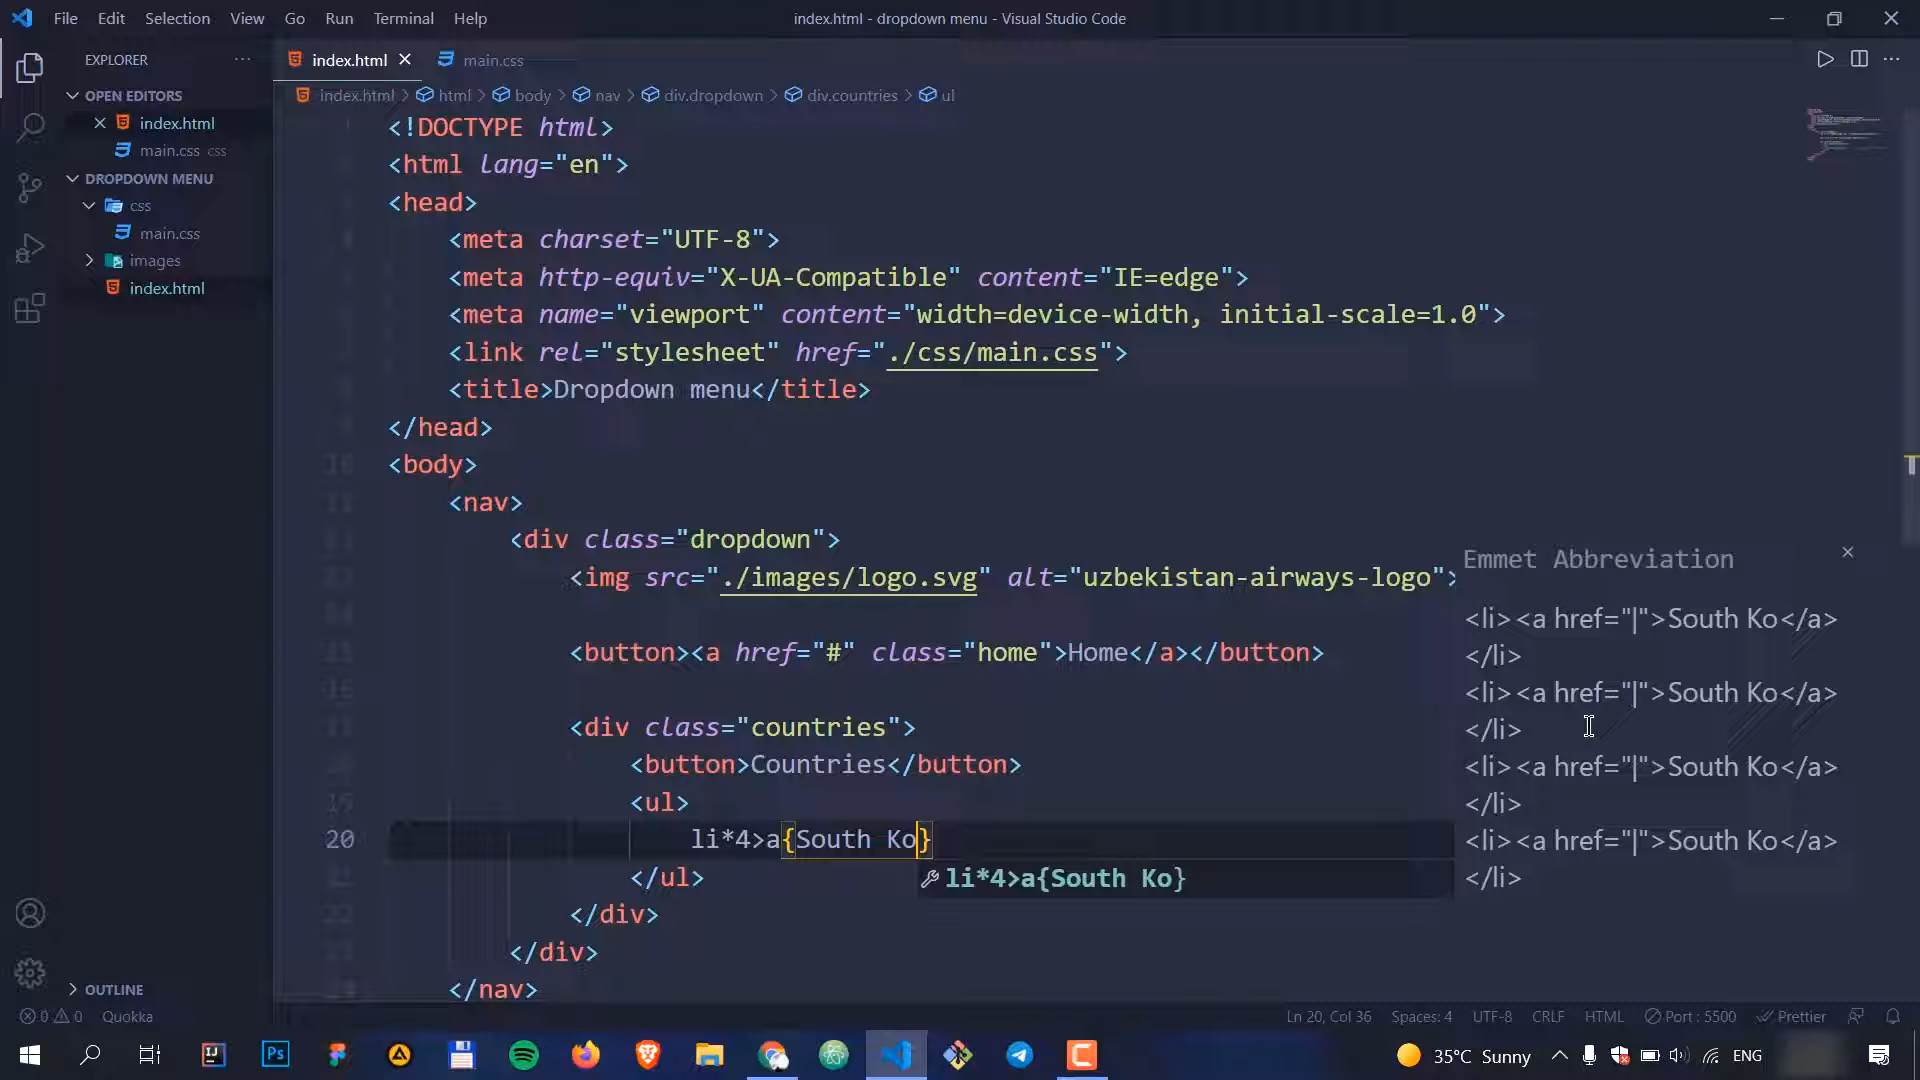 File Edit Selection View Go Run Terminal Help
index.html - dropdown menu - Visual Studio Code
EXPLORER
OPEN EDITORS
index.html
main.css css
DROPDOWN MENU
css
main.css
images
index.html
OUTLINE
index.html
main.css
index.html > html > body > nav > div.dropdown > div.countries > ul
<!DOCTYPE html>
<html lang="en">
<head>
<meta charset="UTF-8">
<meta http-equiv="X-UA-Compatible" content="IE=edge">
<meta name="viewport" content="width=device-width, initial-scale=1.0">
<link rel="stylesheet" href="./css/main.css">
<title>Dropdown menu</title>
</head>
10 <body>
<nav>
<div class="dropdown">
<img src="./images/logo.svg" alt="uzbekistan-airways-logo">
<button><a href="#" class="home">Home</a></button>
<div class="countries">
<button>Countries</button>
<ul>
20 li*4>a{South Ko}
</ul>
</div>
</div>
</nav>
li*4>a{South Ko}
Emmet Abbreviation
<li><a href="|">South Ko</a>
</li>
<li><a href="|">South Ko</a>
</li>
<li><a href="|">South Ko</a>
</li>
<li><a href="|">South Ko</a>
</li>
0 0 Quokka
Ln 20, Col 36 Spaces: 4 UTF-8 CRLF HTML Port : 5500 Prettier
35°C Sunny ENG